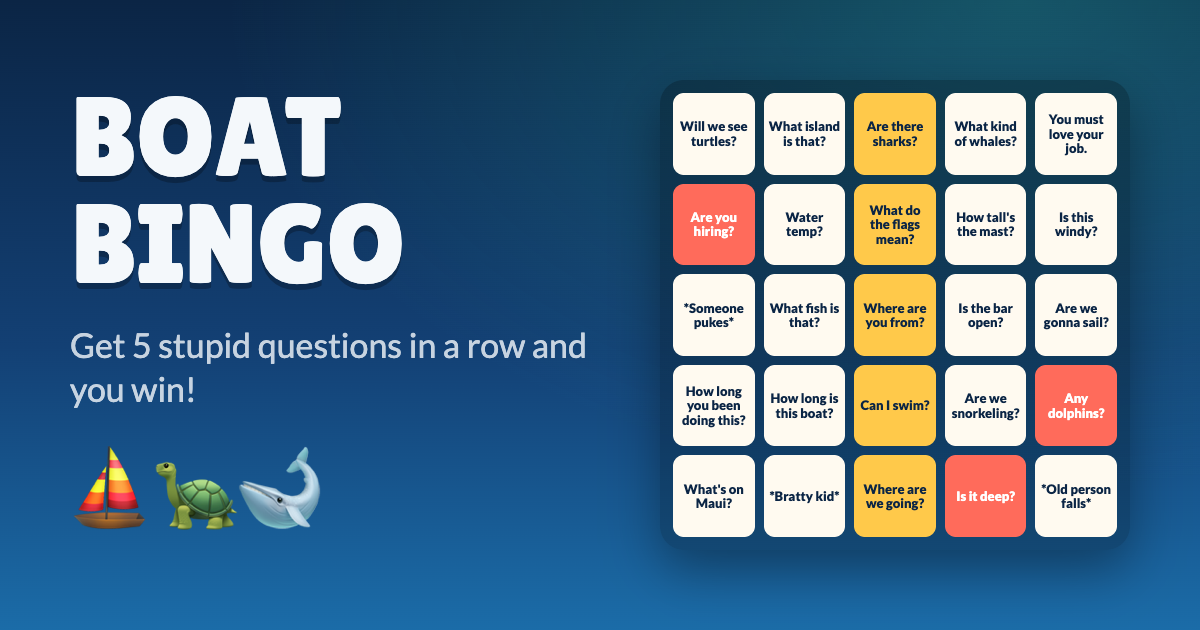 BOAT
BINGO
Get 5 stupid questions in a row and
you win!
Will we see
turtles?
What island
is that?
Are there
sharks?
What kind
of whales?
You must
love your
job.
Are you
hiring?
Water
temp?
What do
the flags
mean?
How tall's
the mast?
Is this
windy?
*Someone
pukes*
What fish is
that?
Where are
you from?
Is the bar
open?
Are we
gonna sail?
How long
you been
doing this?
How long is
this boat?
Can I swim?
Are we
snorkeling?
Any
dolphins?
What's on
Maui?
*Bratty kid*
Where are
we going?
Is it deep?
*Old person
falls*